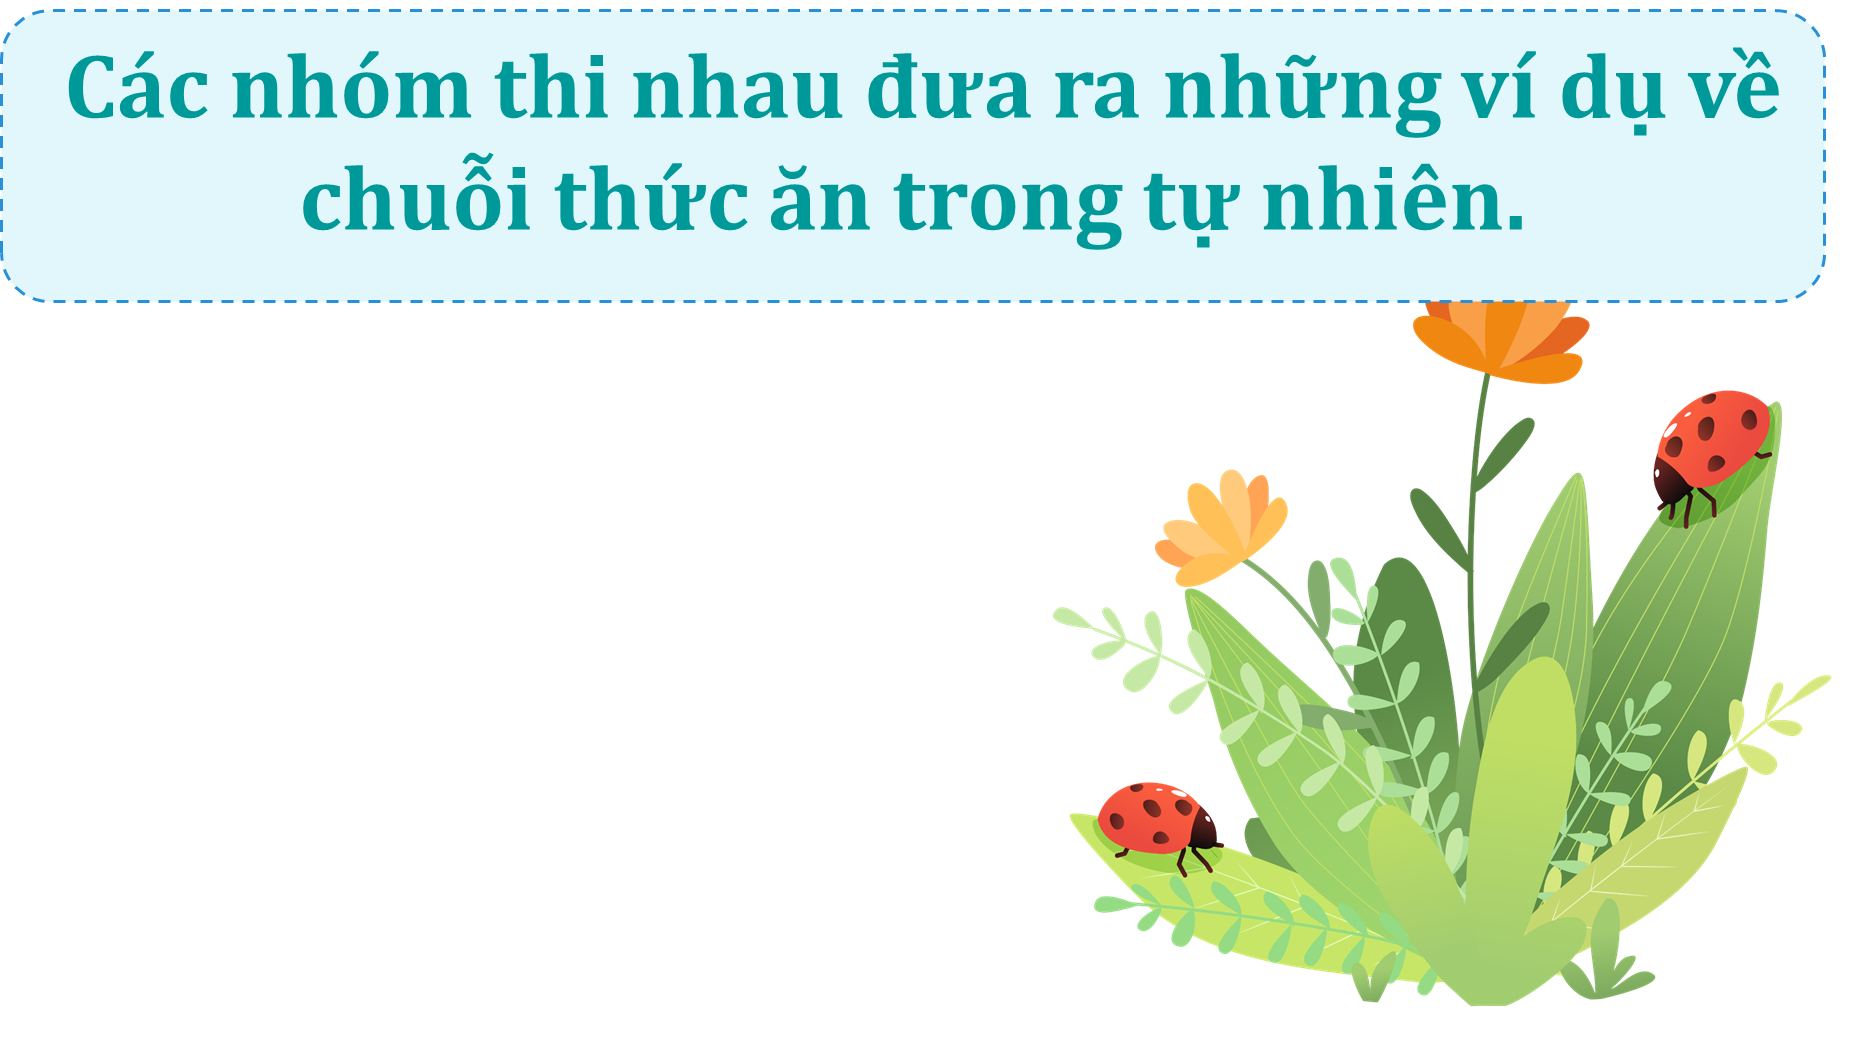 Các nhóm thi nhau đưa ra những ví dụ về
chuỗi thức ăn trong tự nhiên.